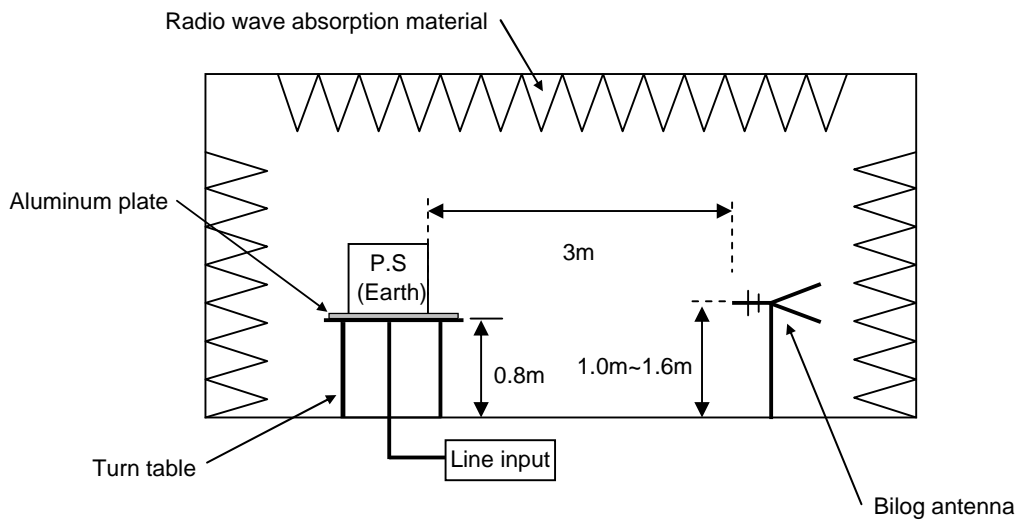 Radio wave absorption material
Aluminum plate
P.S
(Earth)
3m
0.8m
1.0m~1.6m
Turn table
Line input
Bilog antenna